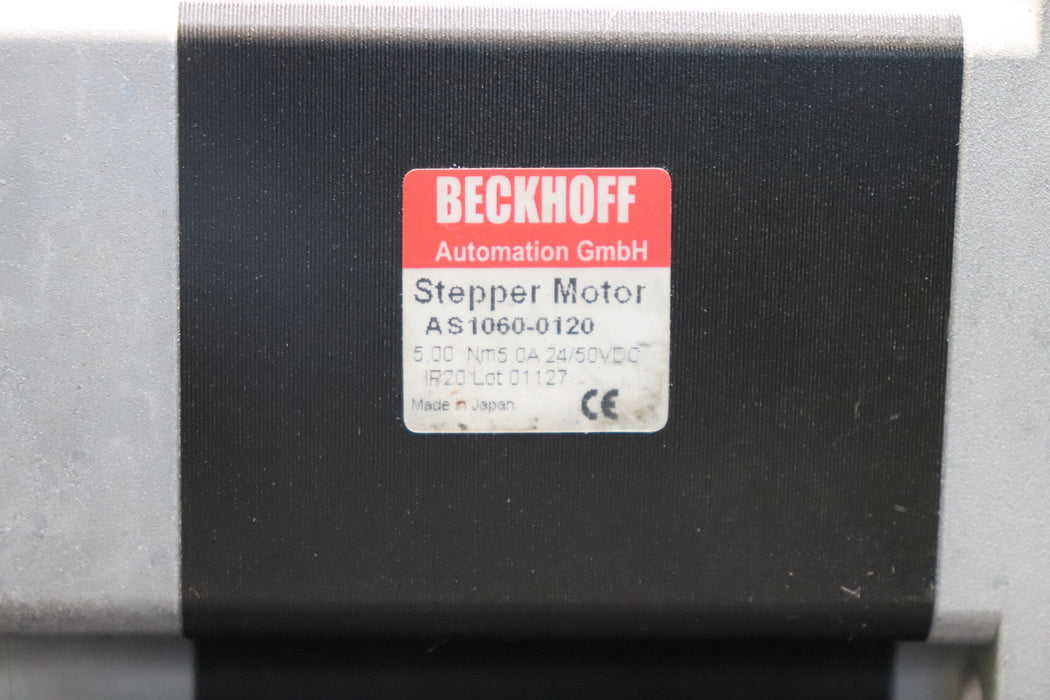 BECKHOFF
Automation GmbH
Stepper Motor
AS1060-0120
5.00 Nm5.0A 24/50VDC
IP20 Lot 01127
Made in Japan CE